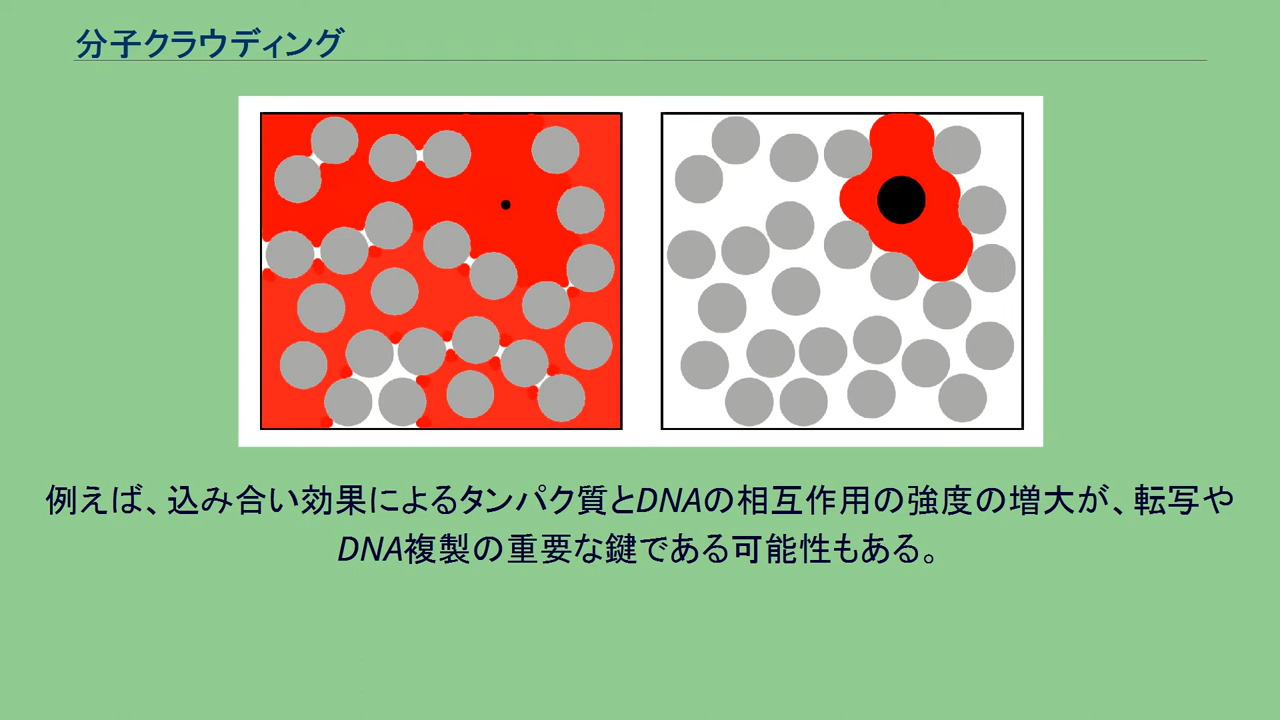 分子クラウディング
例えば、込み合い効果によるタンパク質とDNAの相互作用の強度の増大が、転写や
DNA複製の重要な鍵である可能性もある。